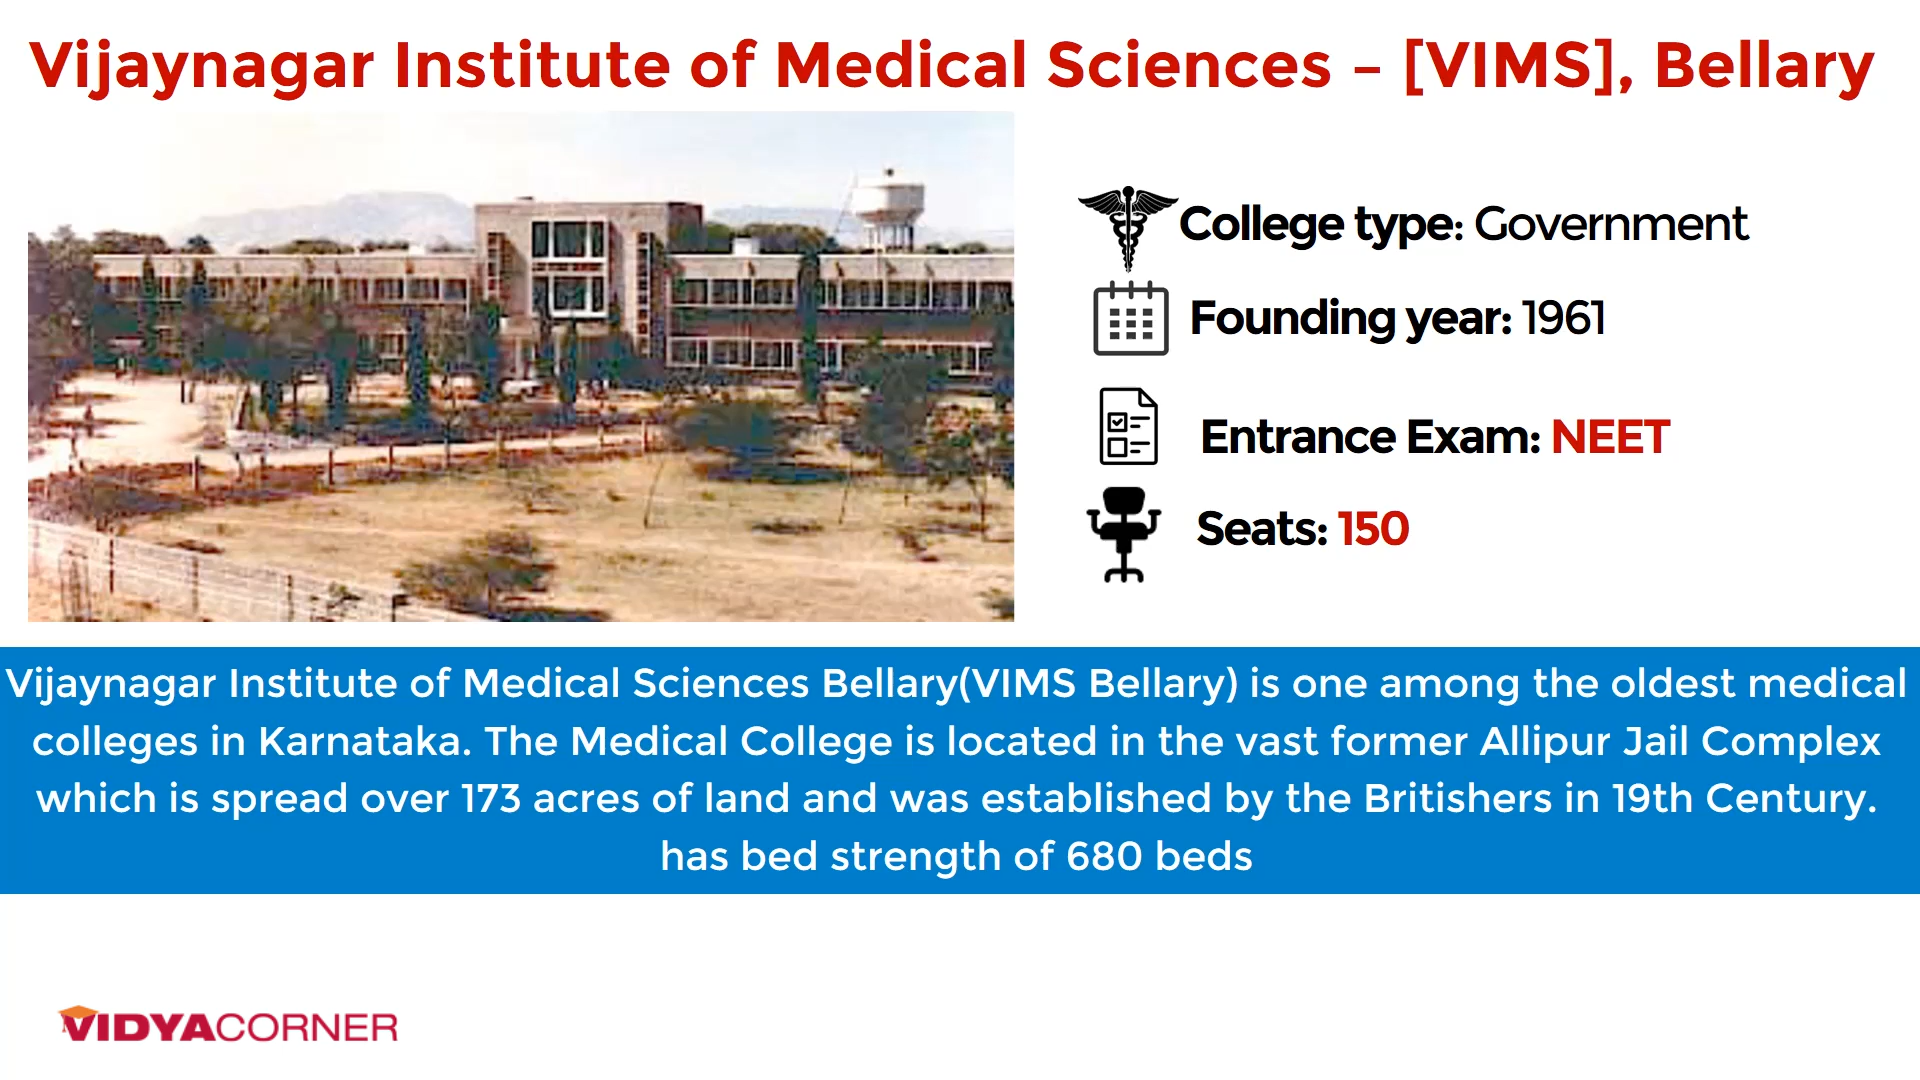 Vijaynagar Institute of Medical Sciences – [VIMS], Bellary
College type: Government
Founding year: 1961
Entrance Exam: NEET
Seats: 150
Vijaynagar Institute of Medical Sciences Bellary(VIMS Bellary) is one among the oldest medical
colleges in Karnataka. The Medical College is located in the vast former Allipur Jail Complex
which is spread over 173 acres of land and was established by the Britishers in 19th Century.
has bed strength of 680 beds
VIDYACORNER